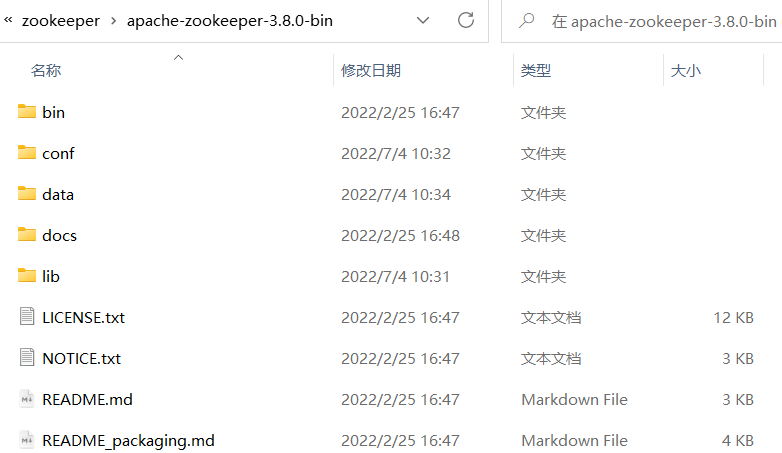 « zookeeper › apache-zookeeper-3.8.0-bin 在 apache-zookeeper-3.8.0-bin
名称 修改日期 类型 大小
bin 2022/2/25 16:47 文件夹
conf 2022/7/4 10:32 文件夹
data 2022/7/4 10:34 文件夹
docs 2022/2/25 16:48 文件夹
lib 2022/7/4 10:31 文件夹
LICENSE.txt 2022/2/25 16:47 文本文档 12 KB
NOTICE.txt 2022/2/25 16:47 文本文档 3 KB
README.md 2022/2/25 16:47 Markdown File 3 KB
README_packaging.md 2022/2/25 16:47 Markdown File 4 KB